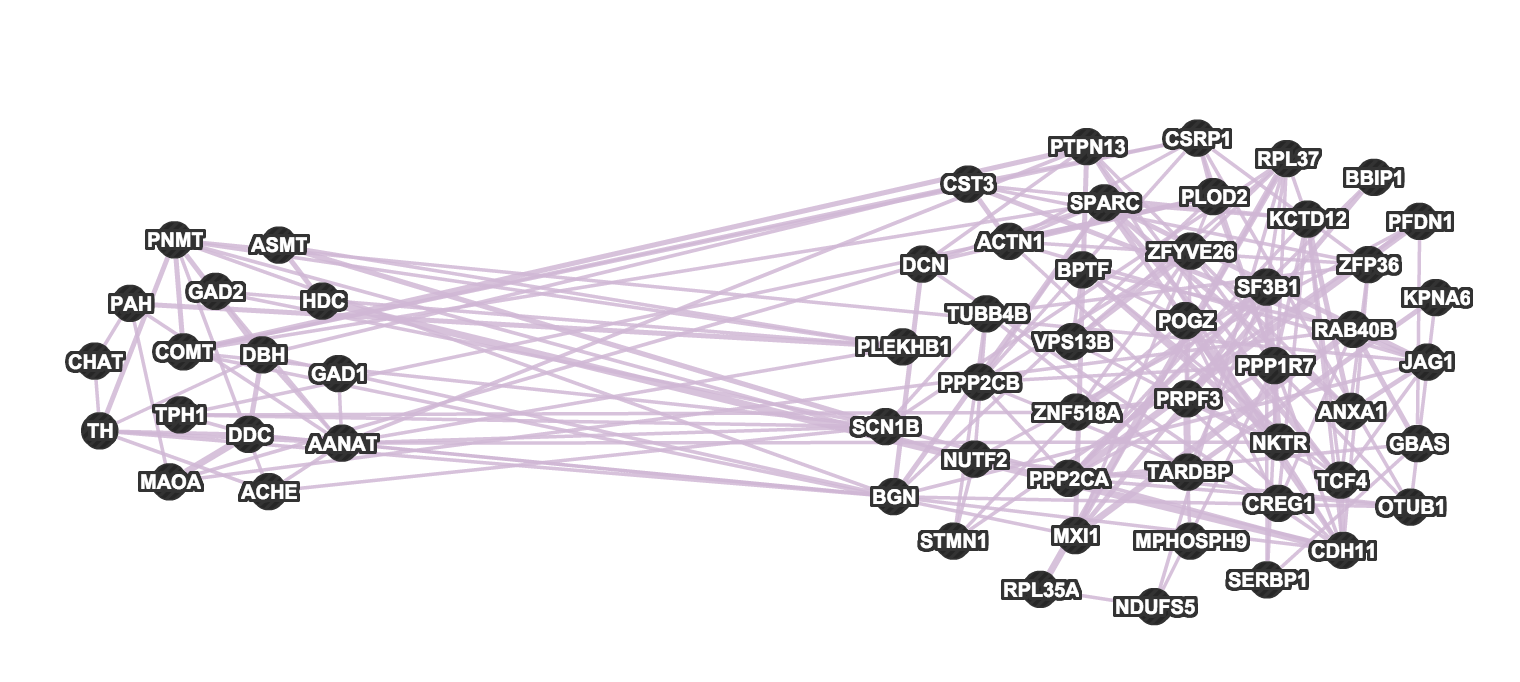 PNMT
ASMT
GAD2
PAH
HDC
COMT
DBH
CHAT
GAD1
TPH1
TH
DDC
AANAT
MAOA
ACHE
PTPN13
CSRP1
RPL37
BBIP1
CST3
SPARC
PLOD2
KCTD12
PFDN1
ACTN1
ZFYVE26
DCN
BPTF
ZFP36
SF3B1
KPNA6
TUBB4B
POGZ
RAB40B
VPS13B
PLEKHB1
JAG1
PPP1R7
PPP2CB
PRPF3
ZNF518A
ANXA1
SCN1B
NKTR
GBAS
NUTF2
TARDBP
PPP2CA
TCF4
BGN
CREG1
OTUB1
STMN1
MXI1
MPHOSPH9
CDH11
RPL35A
SERBP1
NDUFS5